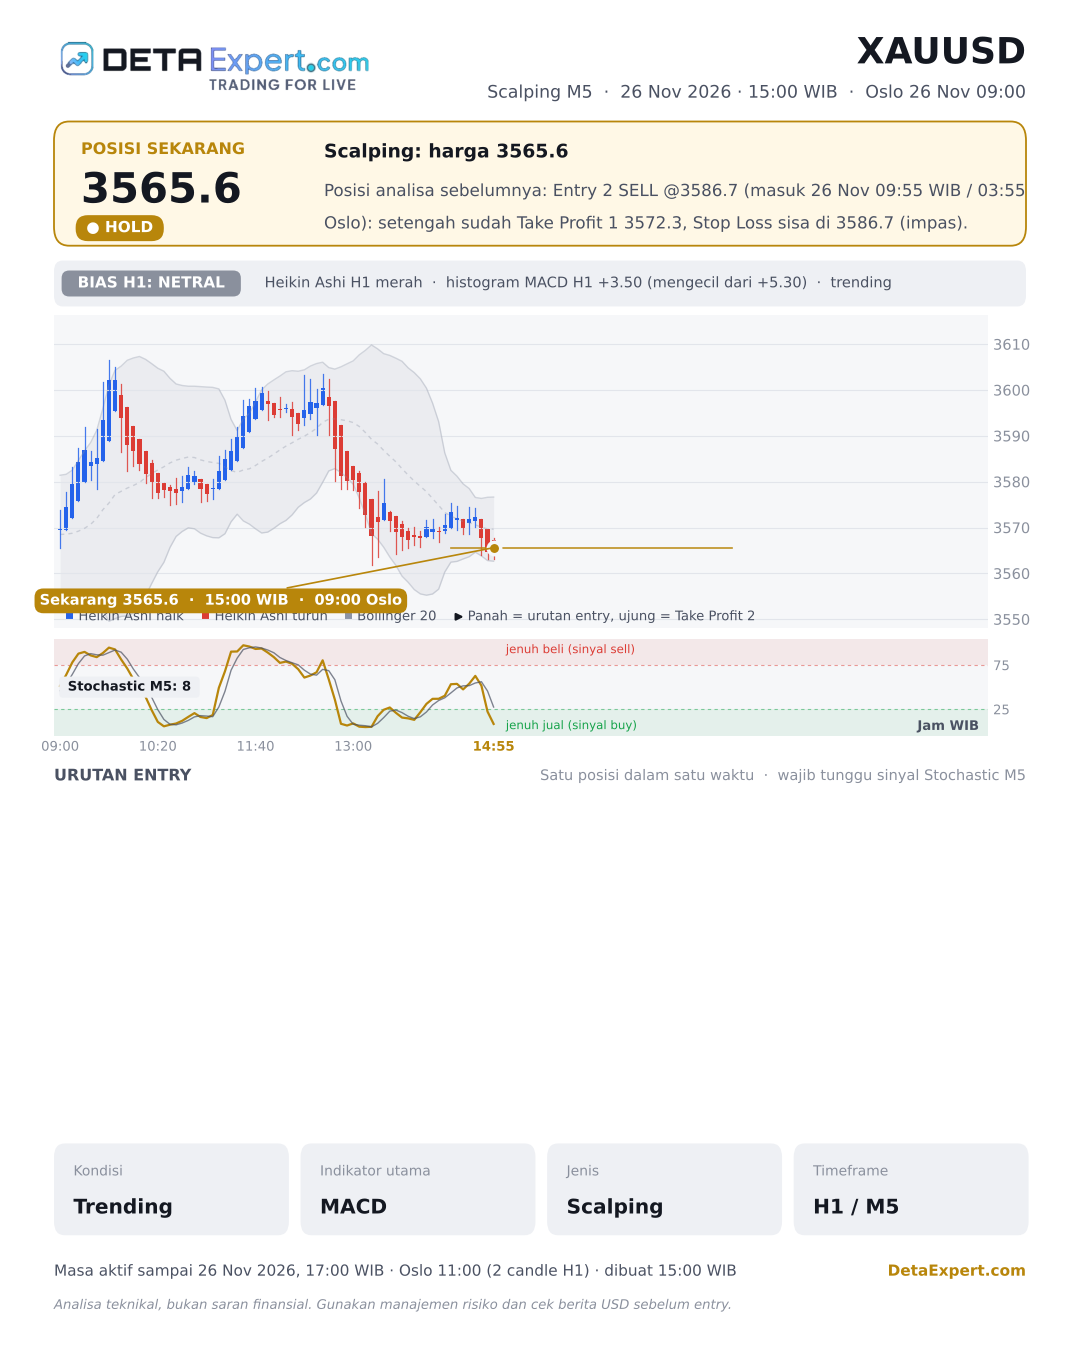 DETA Expert.com
TRADING FOR LIVE
XAUUSD
Scalping M5 · 26 Nov 2026 · 15:00 WIB · Oslo 26 Nov 09:00
POSISI SEKARANG
3565.6
HOLD
Scalping: harga 3565.6
Posisi analisa sebelumnya: Entry 2 SELL @3586.7 (masuk 26 Nov 09:55 WIB / 03:55
Oslo): setengah sudah Take Profit 1 3572.3, Stop Loss sisa di 3586.7 (impas).
BIAS H1: NETRAL
Heikin Ashi H1 merah · histogram MACD H1 +3.50 (mengecil dari +5.30) · trending
3610
3600
3590
3580
3570
3560
3550
Sekarang 3565.6 · 15:00 WIB · 09:00 Oslo
Heikin Ashi naik
Heikin Ashi turun
Bollinger 20
Panah = urutan entry, ujung = Take Profit 2
jenuh beli (sinyal sell)
75
Stochastic M5: 8
25
jenuh jual (sinyal buy)
Jam WIB
09:00 10:20 11:40 13:00 14:55
URUTAN ENTRY
Satu posisi dalam satu waktu · wajib tunggu sinyal Stochastic M5
Kondisi
Trending
Indikator utama
MACD
Jenis
Scalping
Timeframe
H1 / M5
Masa aktif sampai 26 Nov 2026, 17:00 WIB · Oslo 11:00 (2 candle H1) · dibuat 15:00 WIB
DetaExpert.com
Analisa teknikal, bukan saran finansial. Gunakan manajemen risiko dan cek berita USD sebelum entry.